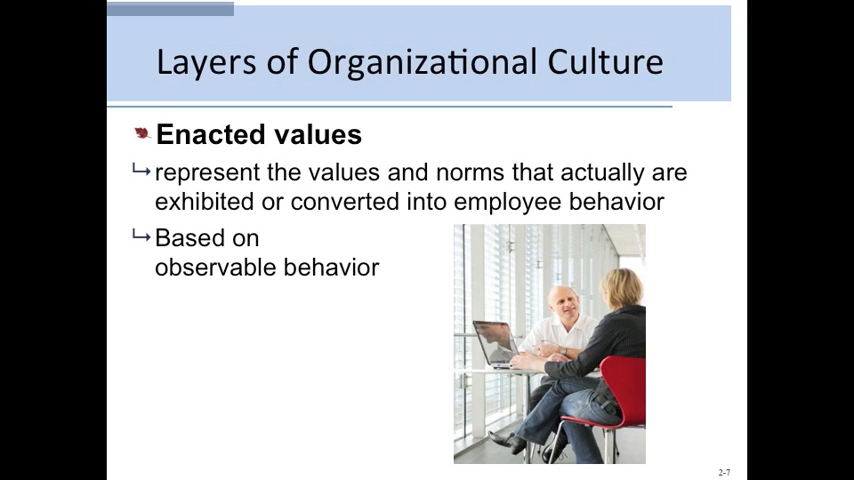 Layers of Organizational Culture
Enacted values
represent the values and norms that actually are
exhibited or converted into employee behavior
Based on
observable behavior
2-7